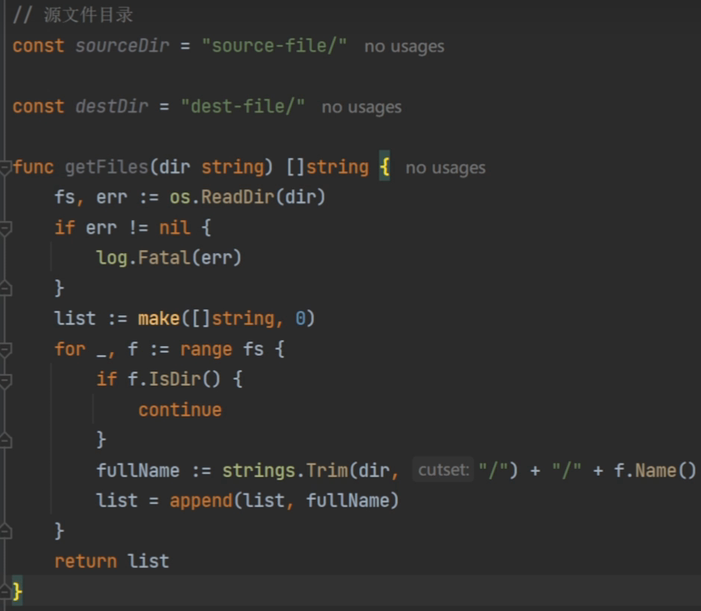 // 源文件目录
const sourceDir = "source-file/" no usages
const destDir = "dest-file/" no usages
func getFiles(dir string) []string { no usages
    fs, err := os.ReadDir(dir)
    if err != nil {
        log.Fatal(err)
    }
    list := make([]string, 0)
    for _, f := range fs {
        if f.IsDir() {
            continue
        }
        fullName := strings.Trim(dir, cutset: "/") + "/" + f.Name()
        list = append(list, fullName)
    }
    return list
}